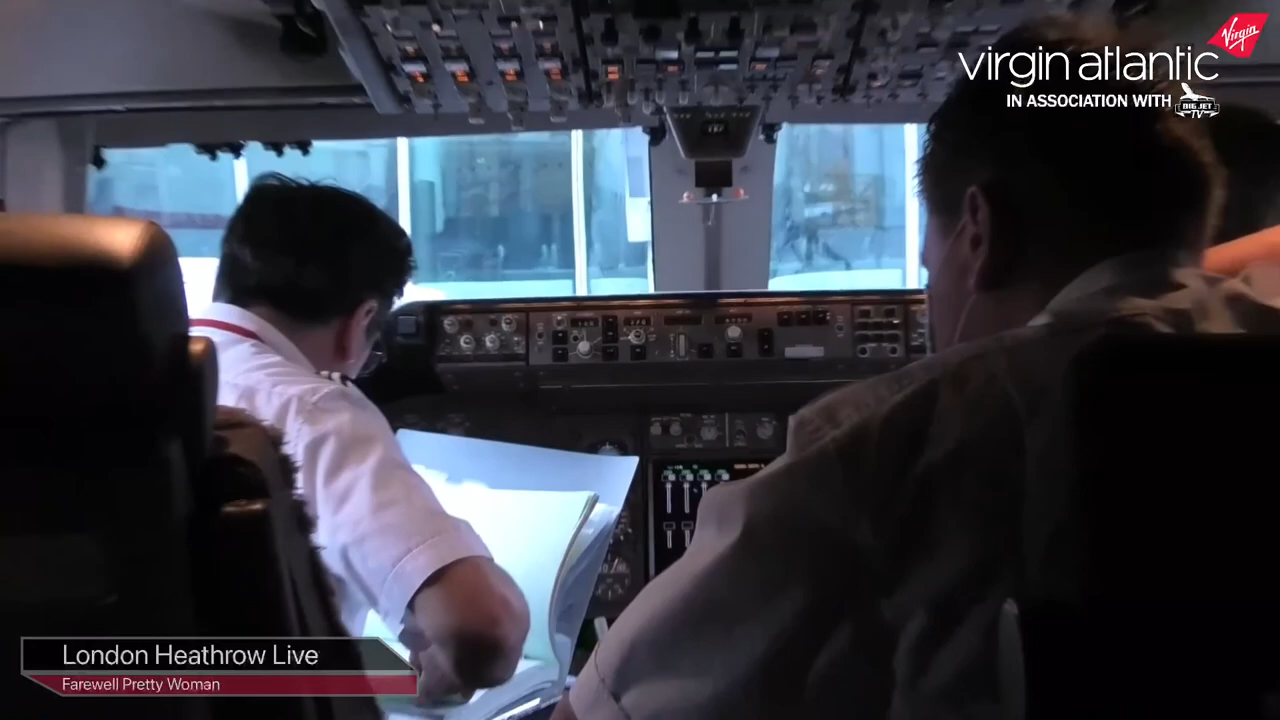 Virgin
virgin atlantic
IN ASSOCIATION WITH BIG JET TV
London Heathrow Live
Farewell Pretty Woman